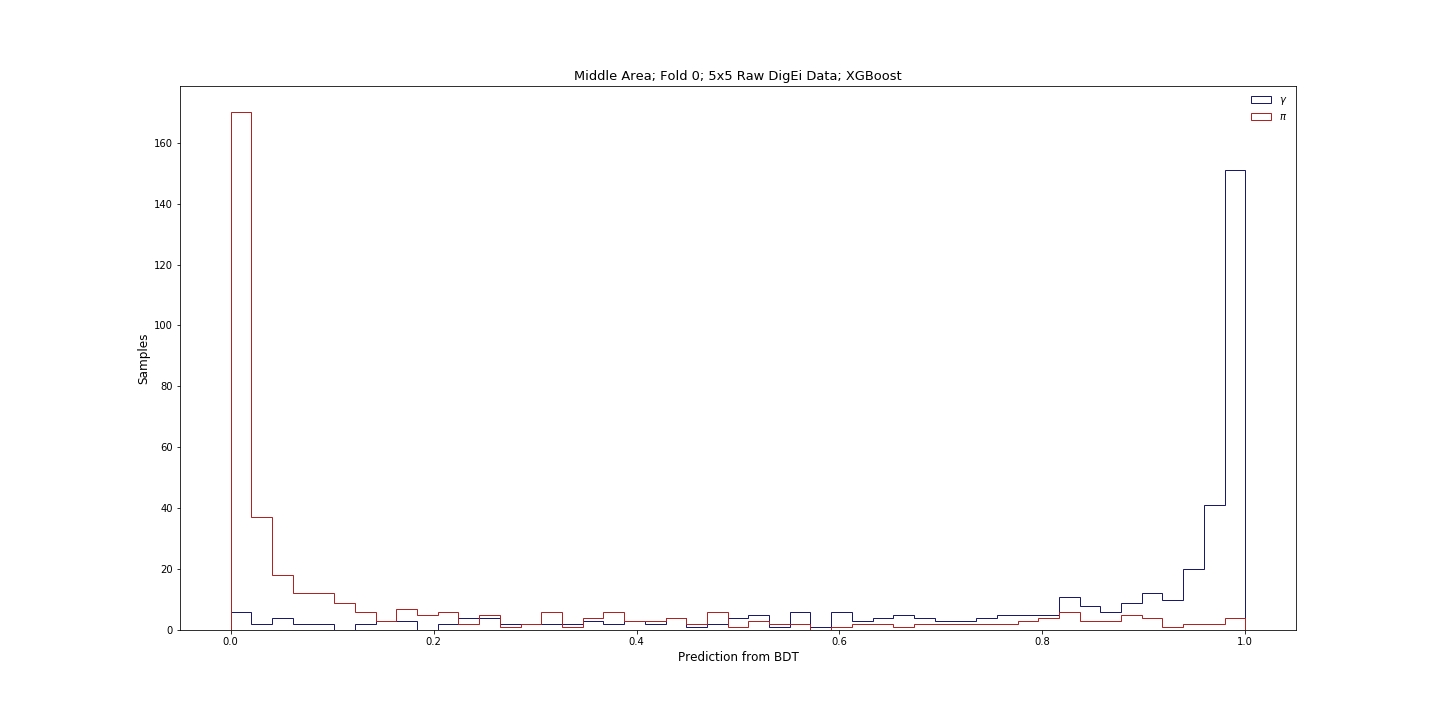 Middle Area; Fold 0; 5x5 Raw DigEi Data; XGBoost
γ
π
160
140
120
100
80
60
40
20
0
Samples
0.0 0.2 0.4 0.6 0.8 1.0
Prediction from BDT